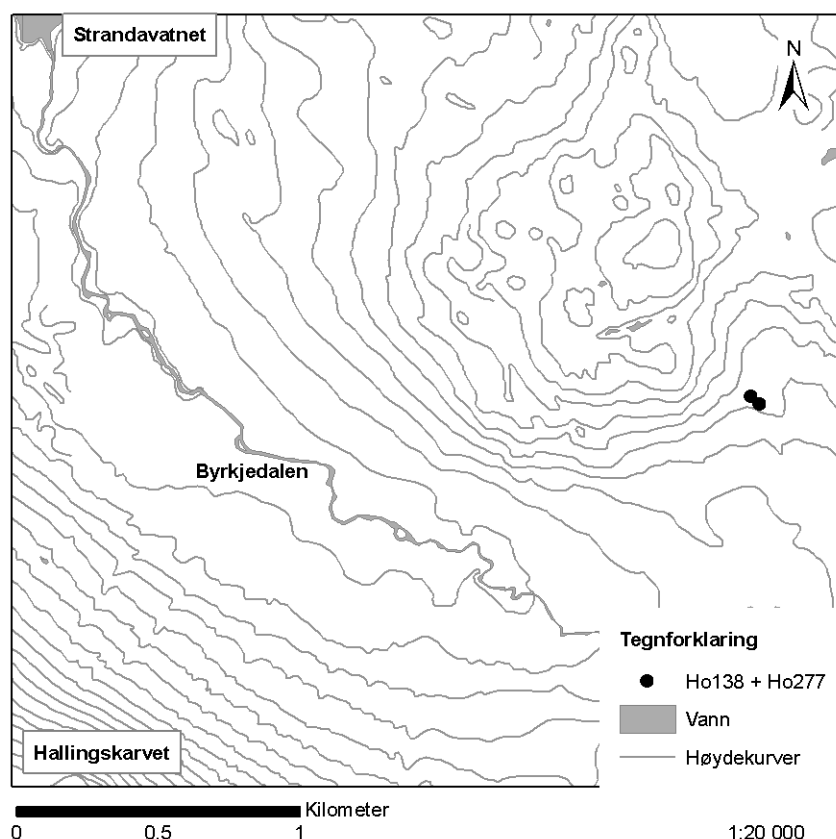 Strandavatnet
N
Byrkjedalen
Tegnforklaring
Ho138 + Ho277
Vann
Høydekurver
Hallingskarvet
Kilometer
0 0.5 1 1:20 000